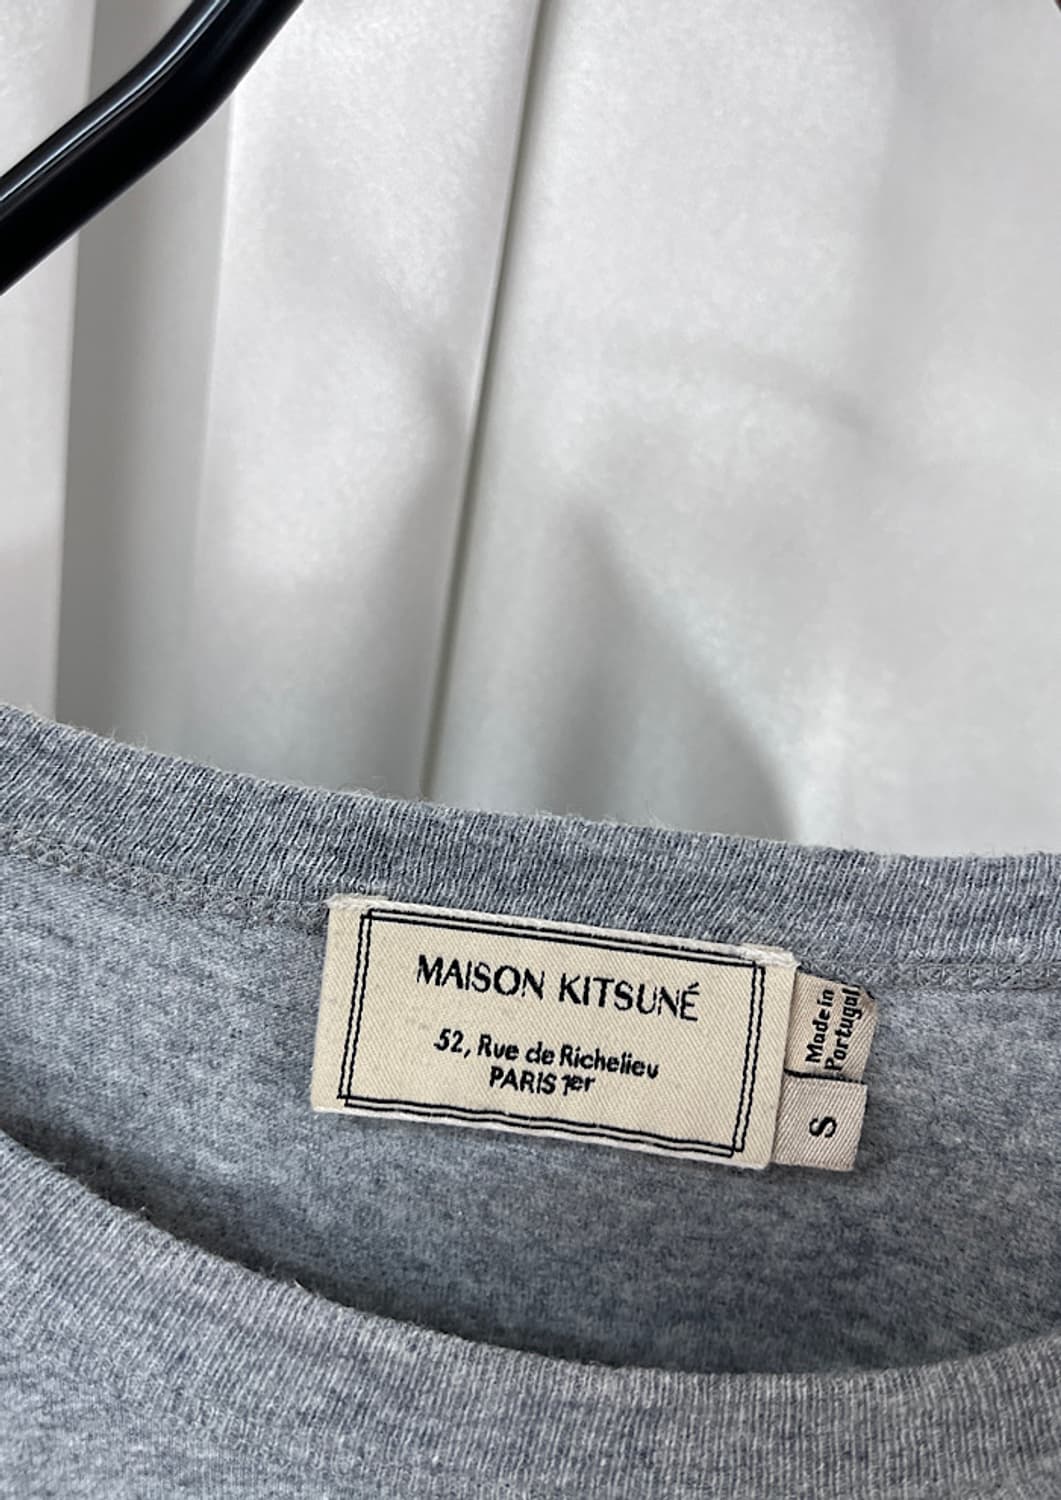 MAISON KITSUNÉ
52, Rue de Richelieu
PARIS 1er
Made in
Portugal
S